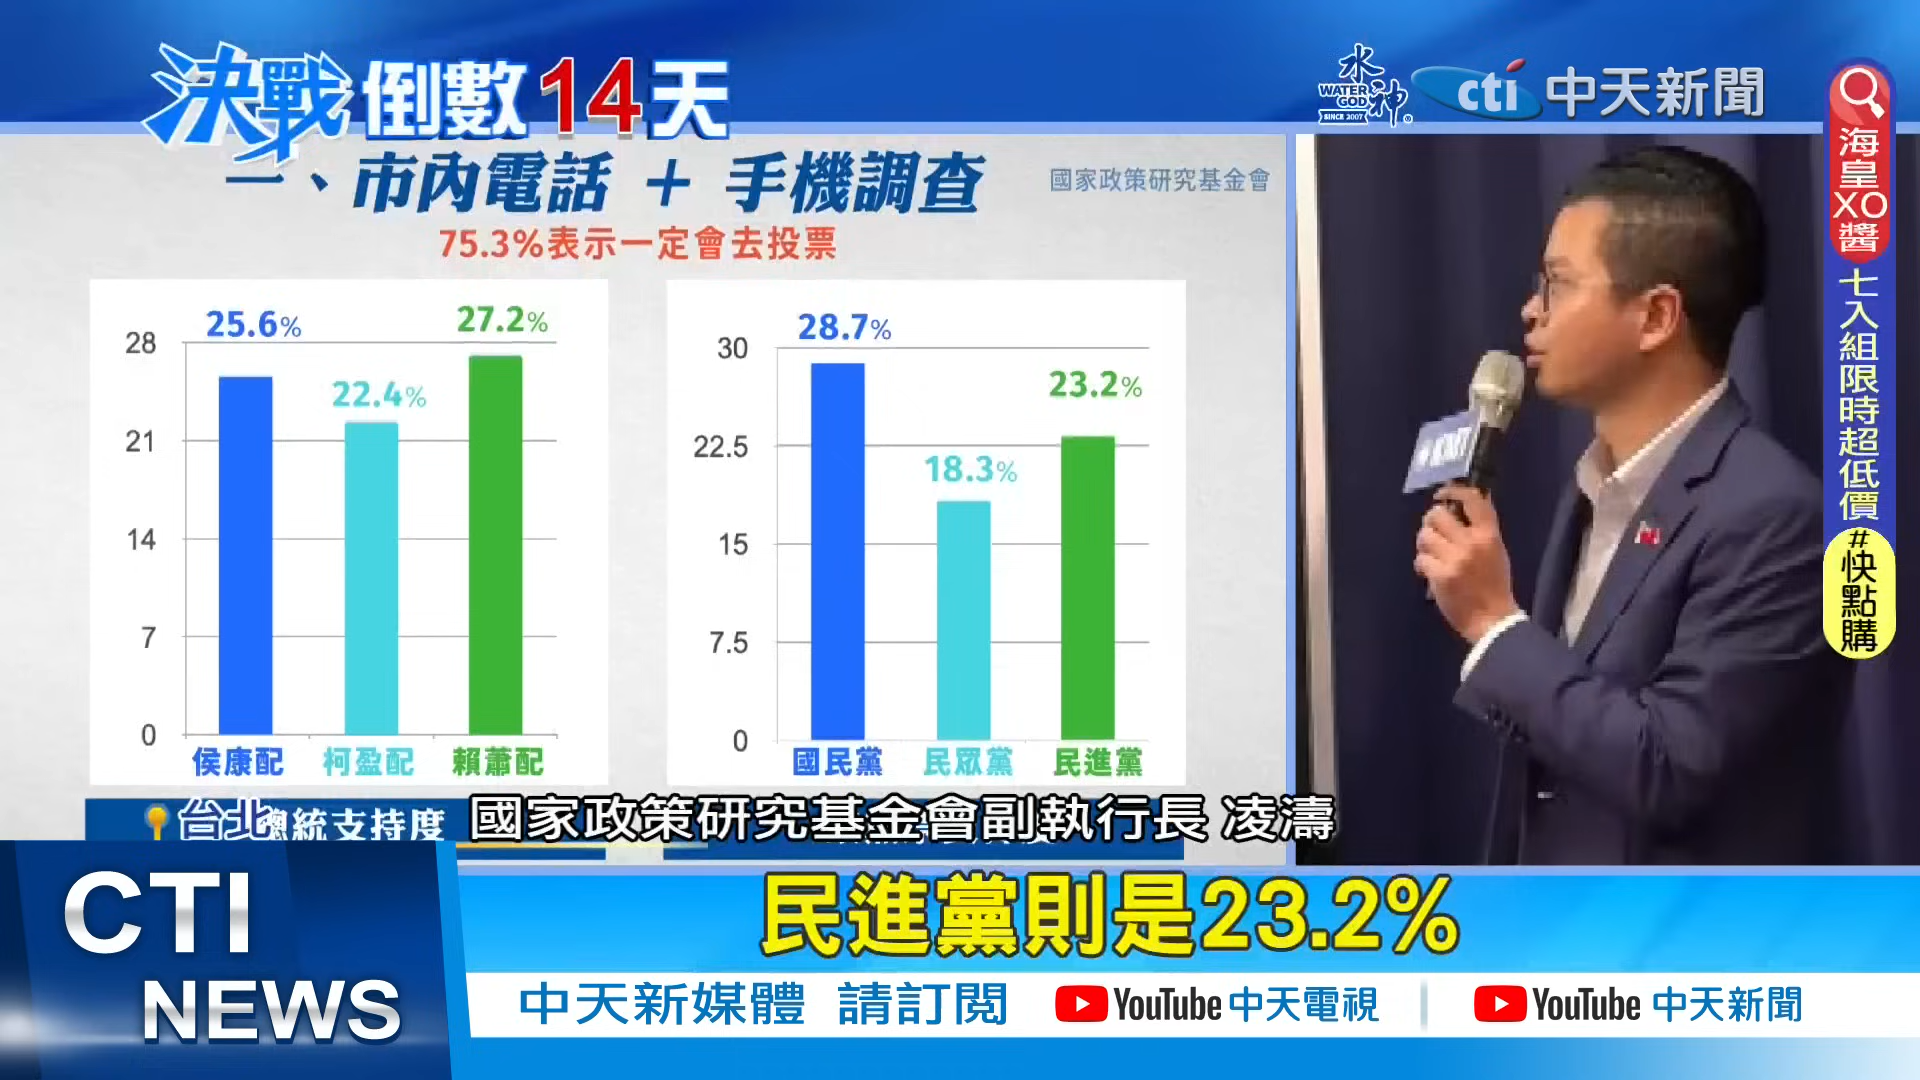 決戰倒數14天
水神
WATER GOD
SINCE 2007
cti 中天新聞
一、市內電話 + 手機調查
國家政策研究基金會
75.3%表示一定會去投票
25.6%
22.4%
27.2%
28
21
14
7
0
侯康配 柯盈配 賴蕭配
28.7%
18.3%
23.2%
30
22.5
15
7.5
0
國民黨 民眾黨 民進黨
總統支持度
台北
國家政策研究基金會副執行長 凌濤
民進黨則是23.2%
CTI
NEWS
中天新媒體 請訂閱 YouTube 中天電視 | YouTube 中天新聞
海皇XO醬
七入組限時超低價
#快點購